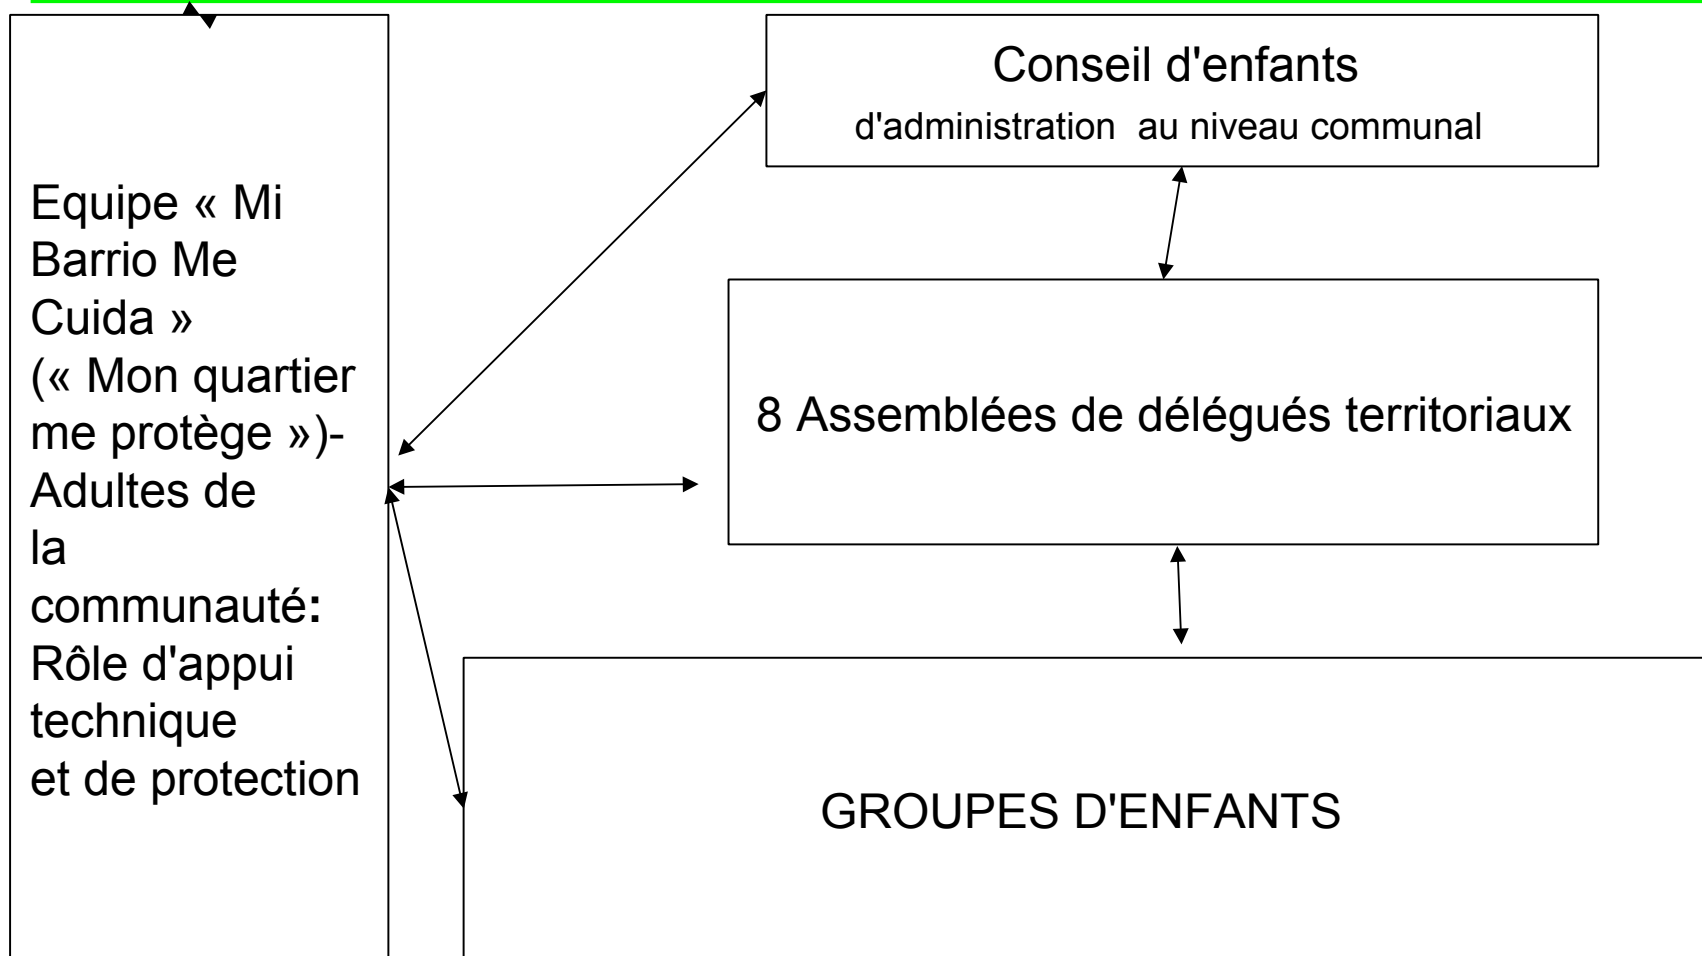 Equipe « Mi
Barrio Me
Cuida »
(« Mon quartier
me protège »)-
Adultes de
la
communauté:
Rôle d'appui
technique
et de protection
Conseil d'enfants
d'administration au niveau communal
8 Assemblées de délégués territoriaux
GROUPES D'ENFANTS